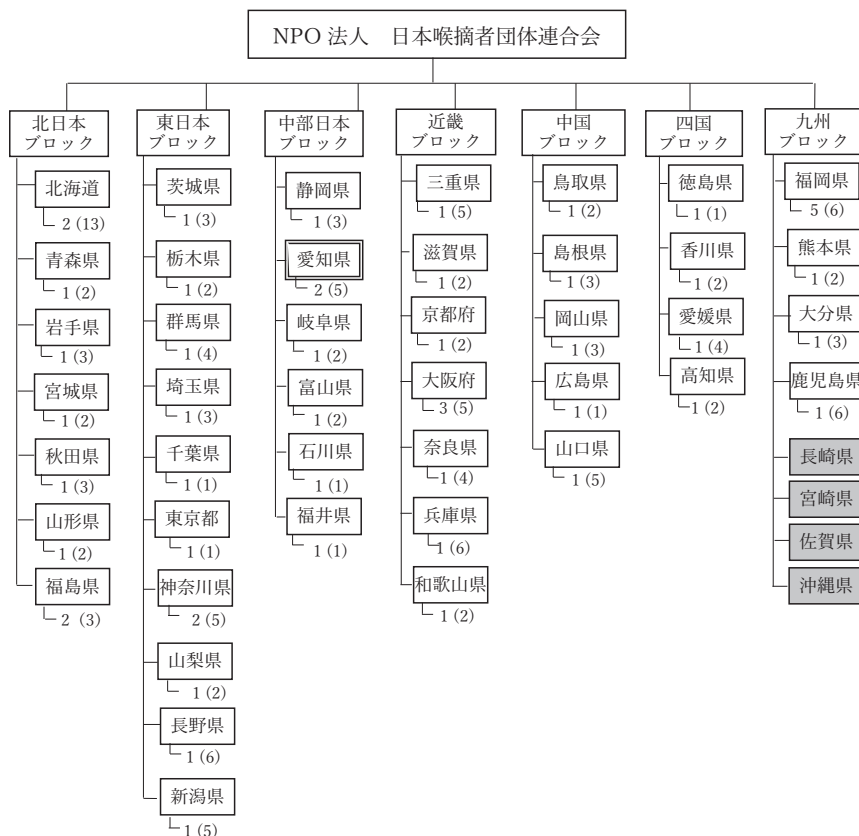 NPO 法人　日本喉摘者団体連合会
北日本
ブロック
北海道
2 (13)
青森県
1 (2)
岩手県
1 (3)
宮城県
1 (2)
秋田県
1 (3)
山形県
1 (2)
福島県
2 (3)
東日本
ブロック
茨城県
1 (3)
栃木県
1 (2)
群馬県
1 (4)
埼玉県
1 (3)
千葉県
1 (1)
東京都
1 (1)
神奈川県
2 (5)
山梨県
1 (2)
長野県
1 (6)
新潟県
1 (5)
中部日本
ブロック
静岡県
1 (3)
愛知県
2 (5)
岐阜県
1 (2)
富山県
1 (2)
石川県
1 (1)
福井県
1 (1)
近畿
ブロック
三重県
1 (5)
滋賀県
1 (2)
京都府
1 (2)
大阪府
3 (5)
奈良県
1 (4)
兵庫県
1 (6)
和歌山県
1 (2)
中国
ブロック
鳥取県
1 (2)
島根県
1 (3)
岡山県
1 (3)
広島県
1 (1)
山口県
1 (5)
四国
ブロック
徳島県
1 (1)
香川県
1 (2)
愛媛県
1 (4)
高知県
1 (2)
九州
ブロック
福岡県
5 (6)
熊本県
1 (2)
大分県
1 (3)
鹿児島県
1 (6)
長崎県
宮崎県
佐賀県
沖縄県